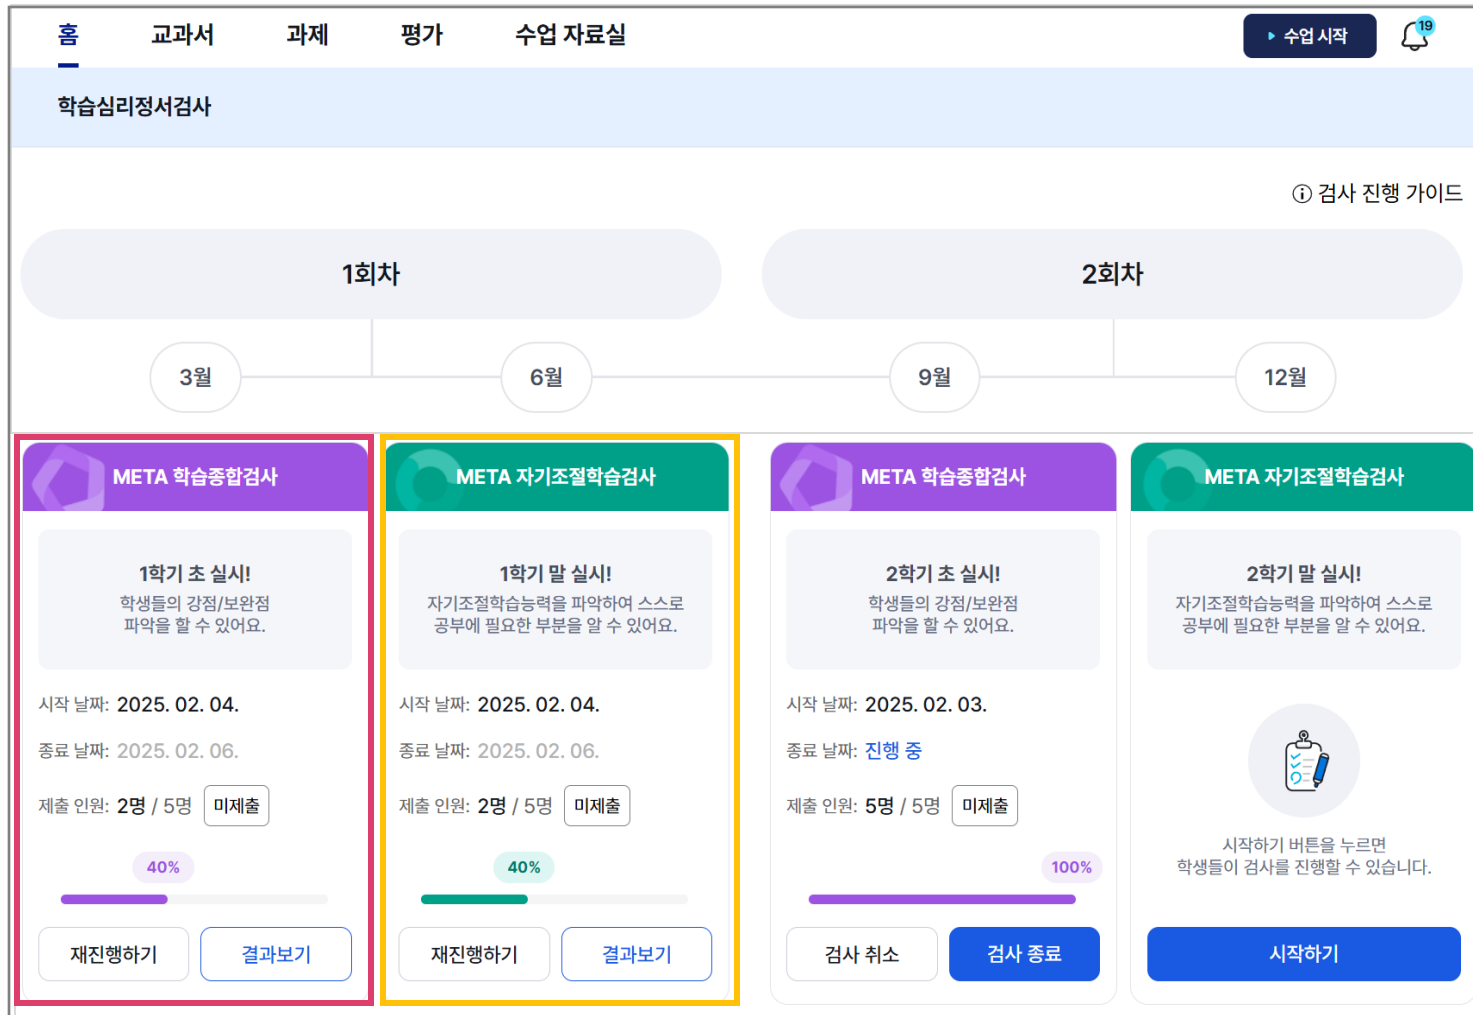 홈 교과서 과제 평가 수업 자료실 수업 시작 19
학습심리정서검사
검사 진행 가이드
1회차 2회차
3월 6월 9월 12월
META 학습종합검사
1학기 초 실시!
학생들의 강점/보완점
파악을 할 수 있어요.
시작 날짜: 2025. 02. 04.
종료 날짜: 2025. 02. 06.
제출 인원: 2명 / 5명 미제출
40%
재진행하기 결과보기
META 자기조절학습검사
1학기 말 실시!
자기조절학습능력을 파악하여 스스로
공부에 필요한 부분을 알 수 있어요.
시작 날짜: 2025. 02. 04.
종료 날짜: 2025. 02. 06.
제출 인원: 2명 / 5명 미제출
40%
재진행하기 결과보기
META 학습종합검사
2학기 초 실시!
학생들의 강점/보완점
파악을 할 수 있어요.
시작 날짜: 2025. 02. 03.
종료 날짜: 진행 중
제출 인원: 5명 / 5명 미제출
100%
검사 취소 검사 종료
META 자기조절학습검사
2학기 말 실시!
자기조절학습능력을 파악하여 스스로
공부에 필요한 부분을 알 수 있어요.
시작하기 버튼을 누르면
학생들이 검사를 진행할 수 있습니다.
시작하기